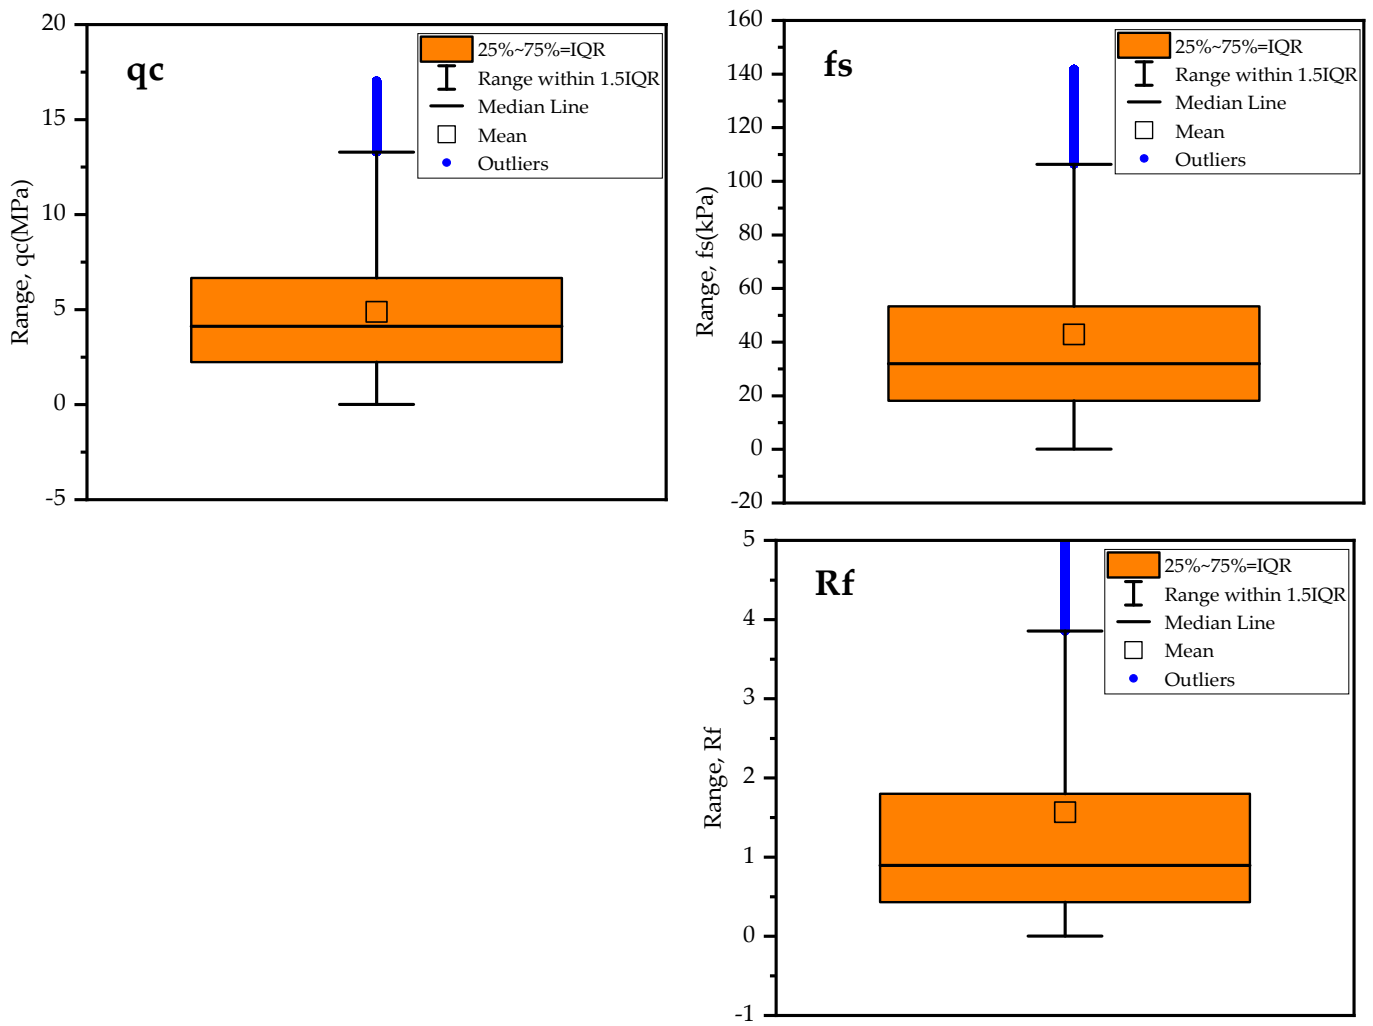 20
15
10
5
0
-5
Range, qc(MPa)
qc
25%~75%=IQR
Range within 1.5IQR
Median Line
Mean
Outliers
160
140
120
100
80
60
40
20
0
-20
Range, fs(kPa)
fs
25%~75%=IQR
Range within 1.5IQR
Median Line
Mean
Outliers
5
4
3
2
1
0
-1
Range, Rf
Rf
25%~75%=IQR
Range within 1.5IQR
Median Line
Mean
Outliers